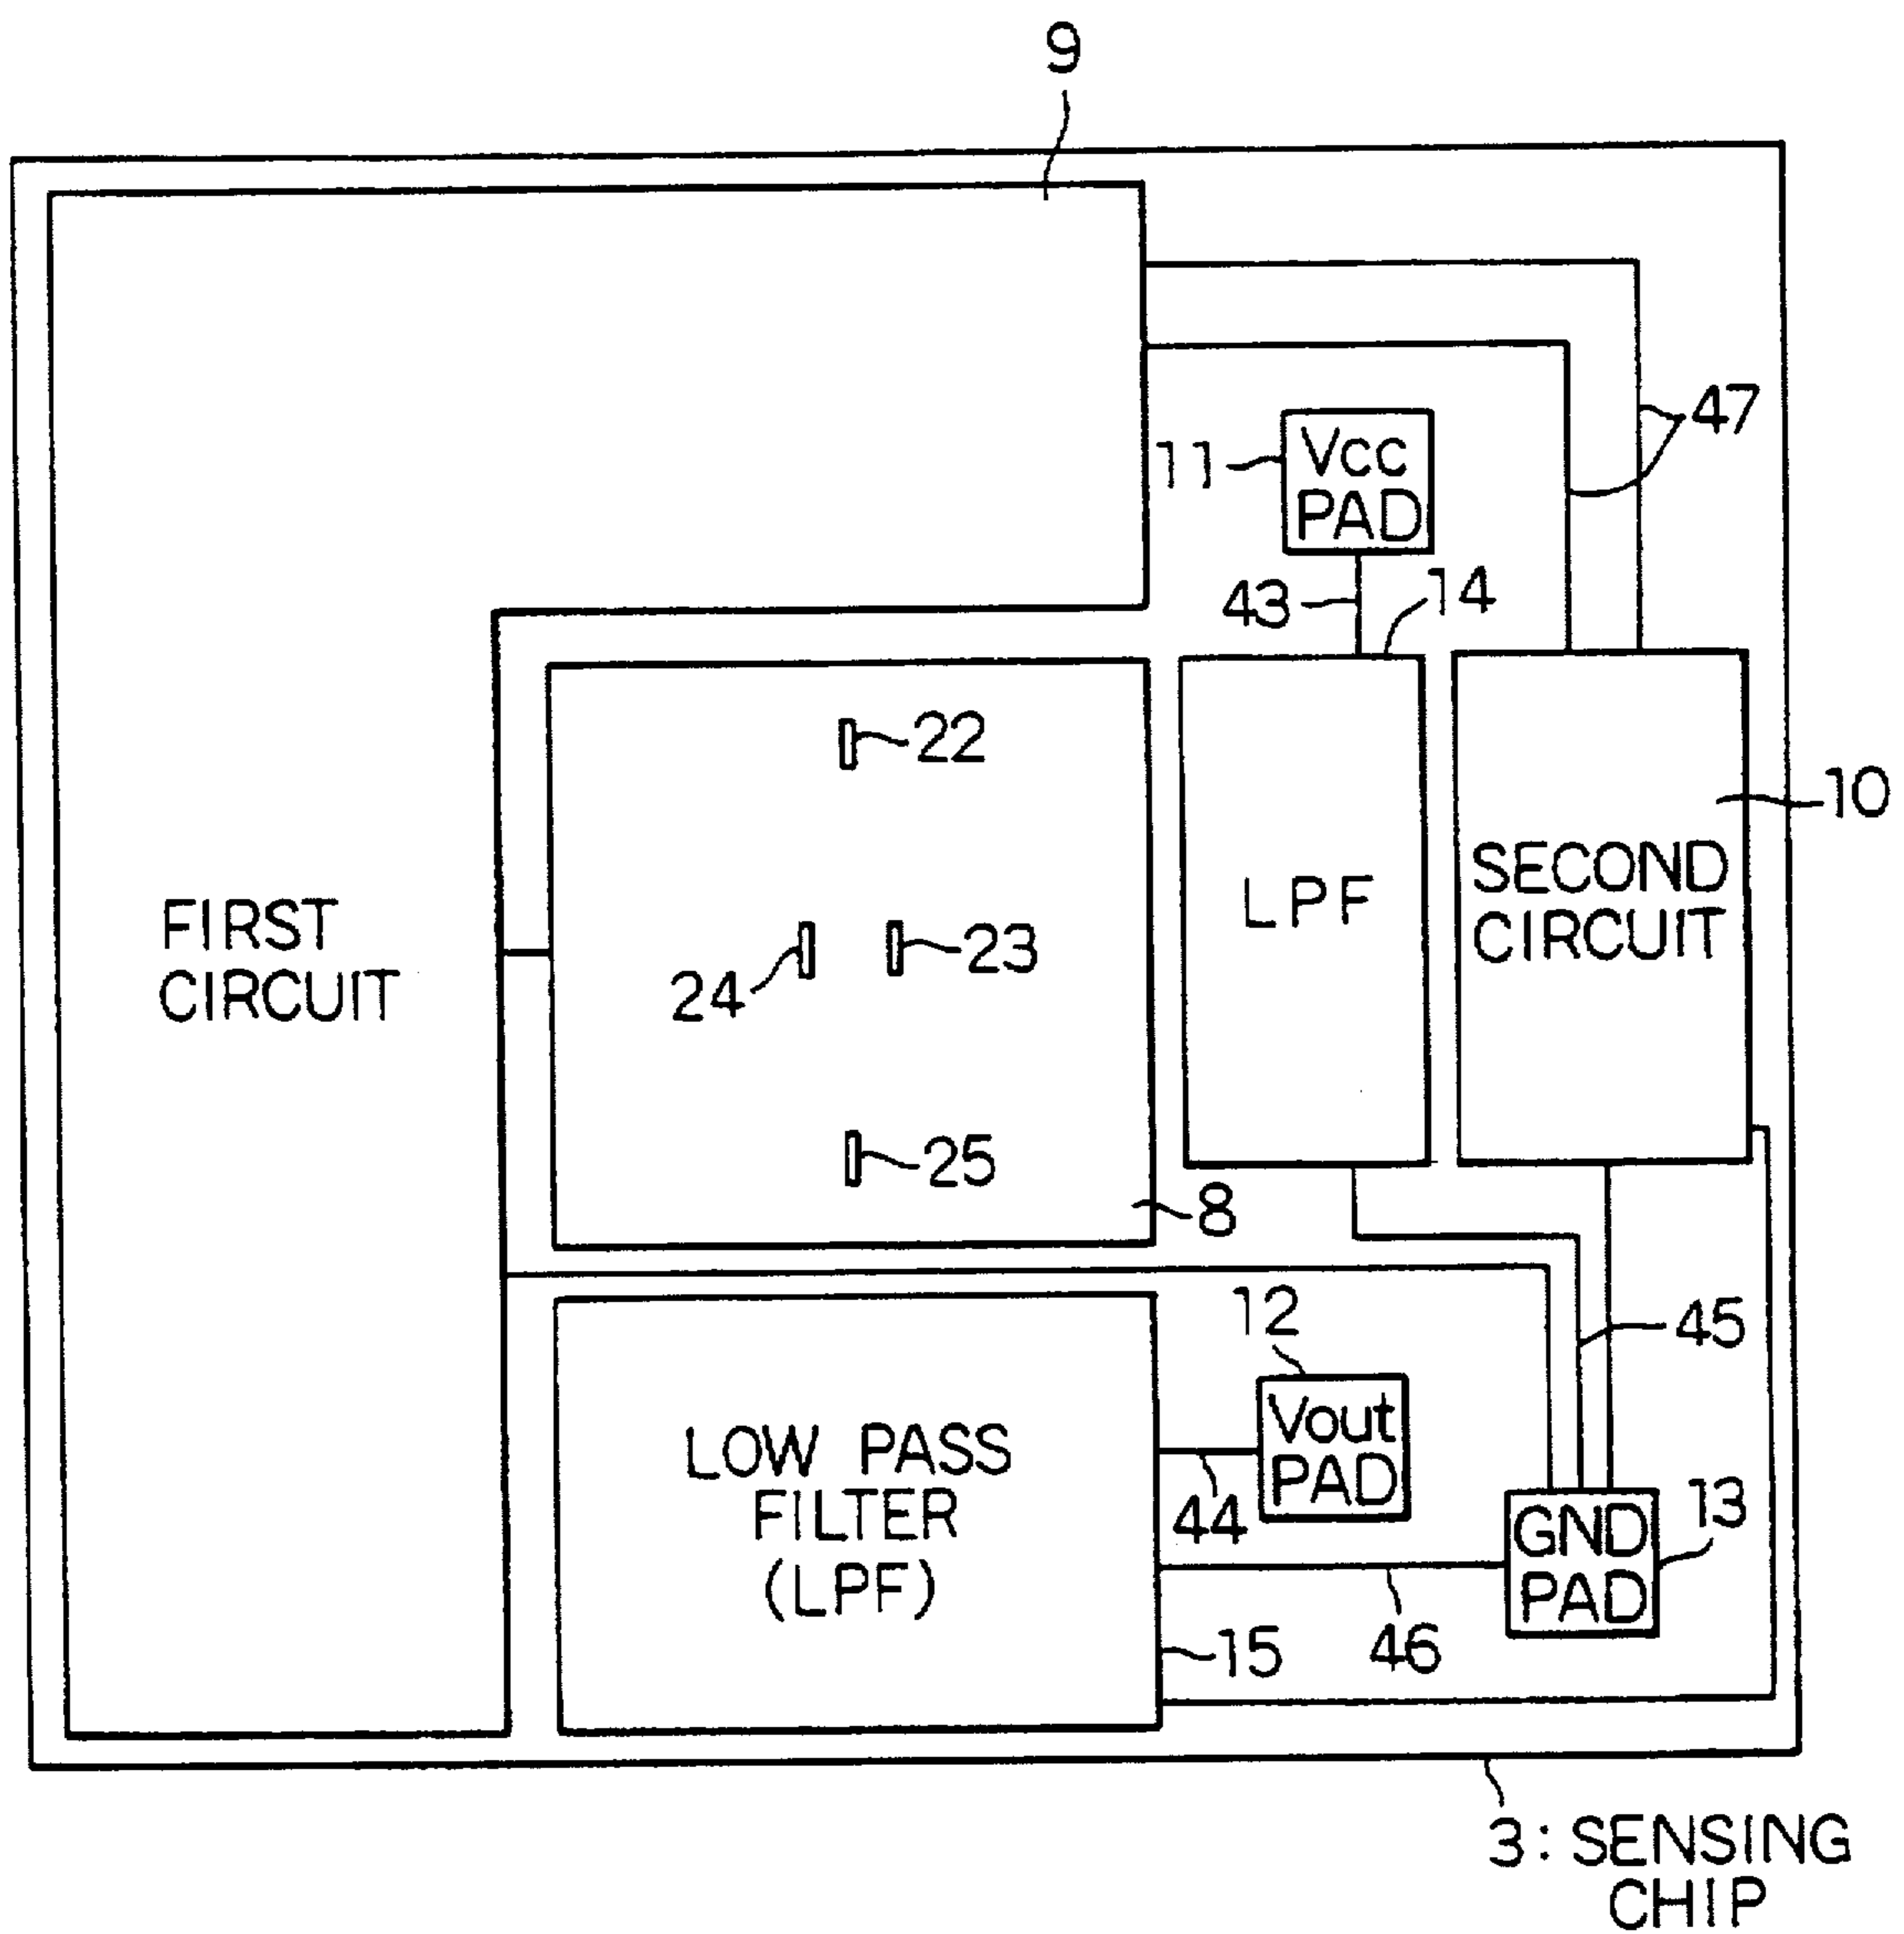 9
47
11
Vcc
PAD
43
14
22
10
SECOND
CIRCUIT
LPF
FIRST
CIRCUIT
24
23
25
8
12
45
Vout
PAD
LOW PASS
FILTER
(LPF)
44
13
GND
PAD
46
15
3: SENSING
CHIP